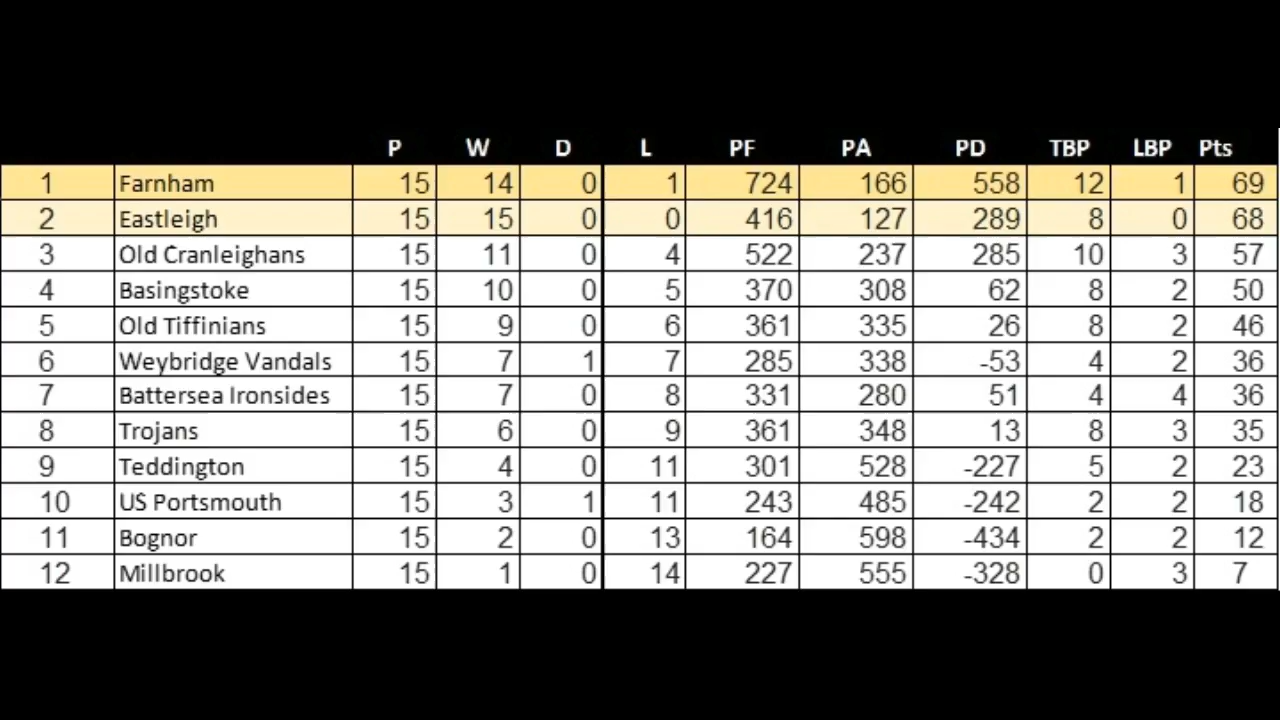 P W D L PF PA PD TBP LBP Pts
1 Farnham 15 14 0 1 724 166 558 12 1 69
2 Eastleigh 15 15 0 0 416 127 289 8 0 68
3 Old Cranleighans 15 11 0 4 522 237 285 10 3 57
4 Basingstoke 15 10 0 5 370 308 62 8 2 50
5 Old Tiffinians 15 9 0 6 361 335 26 8 2 46
6 Weybridge Vandals 15 7 1 7 285 338 -53 4 2 36
7 Battersea Ironsides 15 7 0 8 331 280 51 4 4 36
8 Trojans 15 6 0 9 361 348 13 8 3 35
9 Teddington 15 4 0 11 301 528 -227 5 2 23
10 US Portsmouth 15 3 1 11 243 485 -242 2 2 18
11 Bognor 15 2 0 13 164 598 -434 2 2 12
12 Millbrook 15 1 0 14 227 555 -328 0 3 7